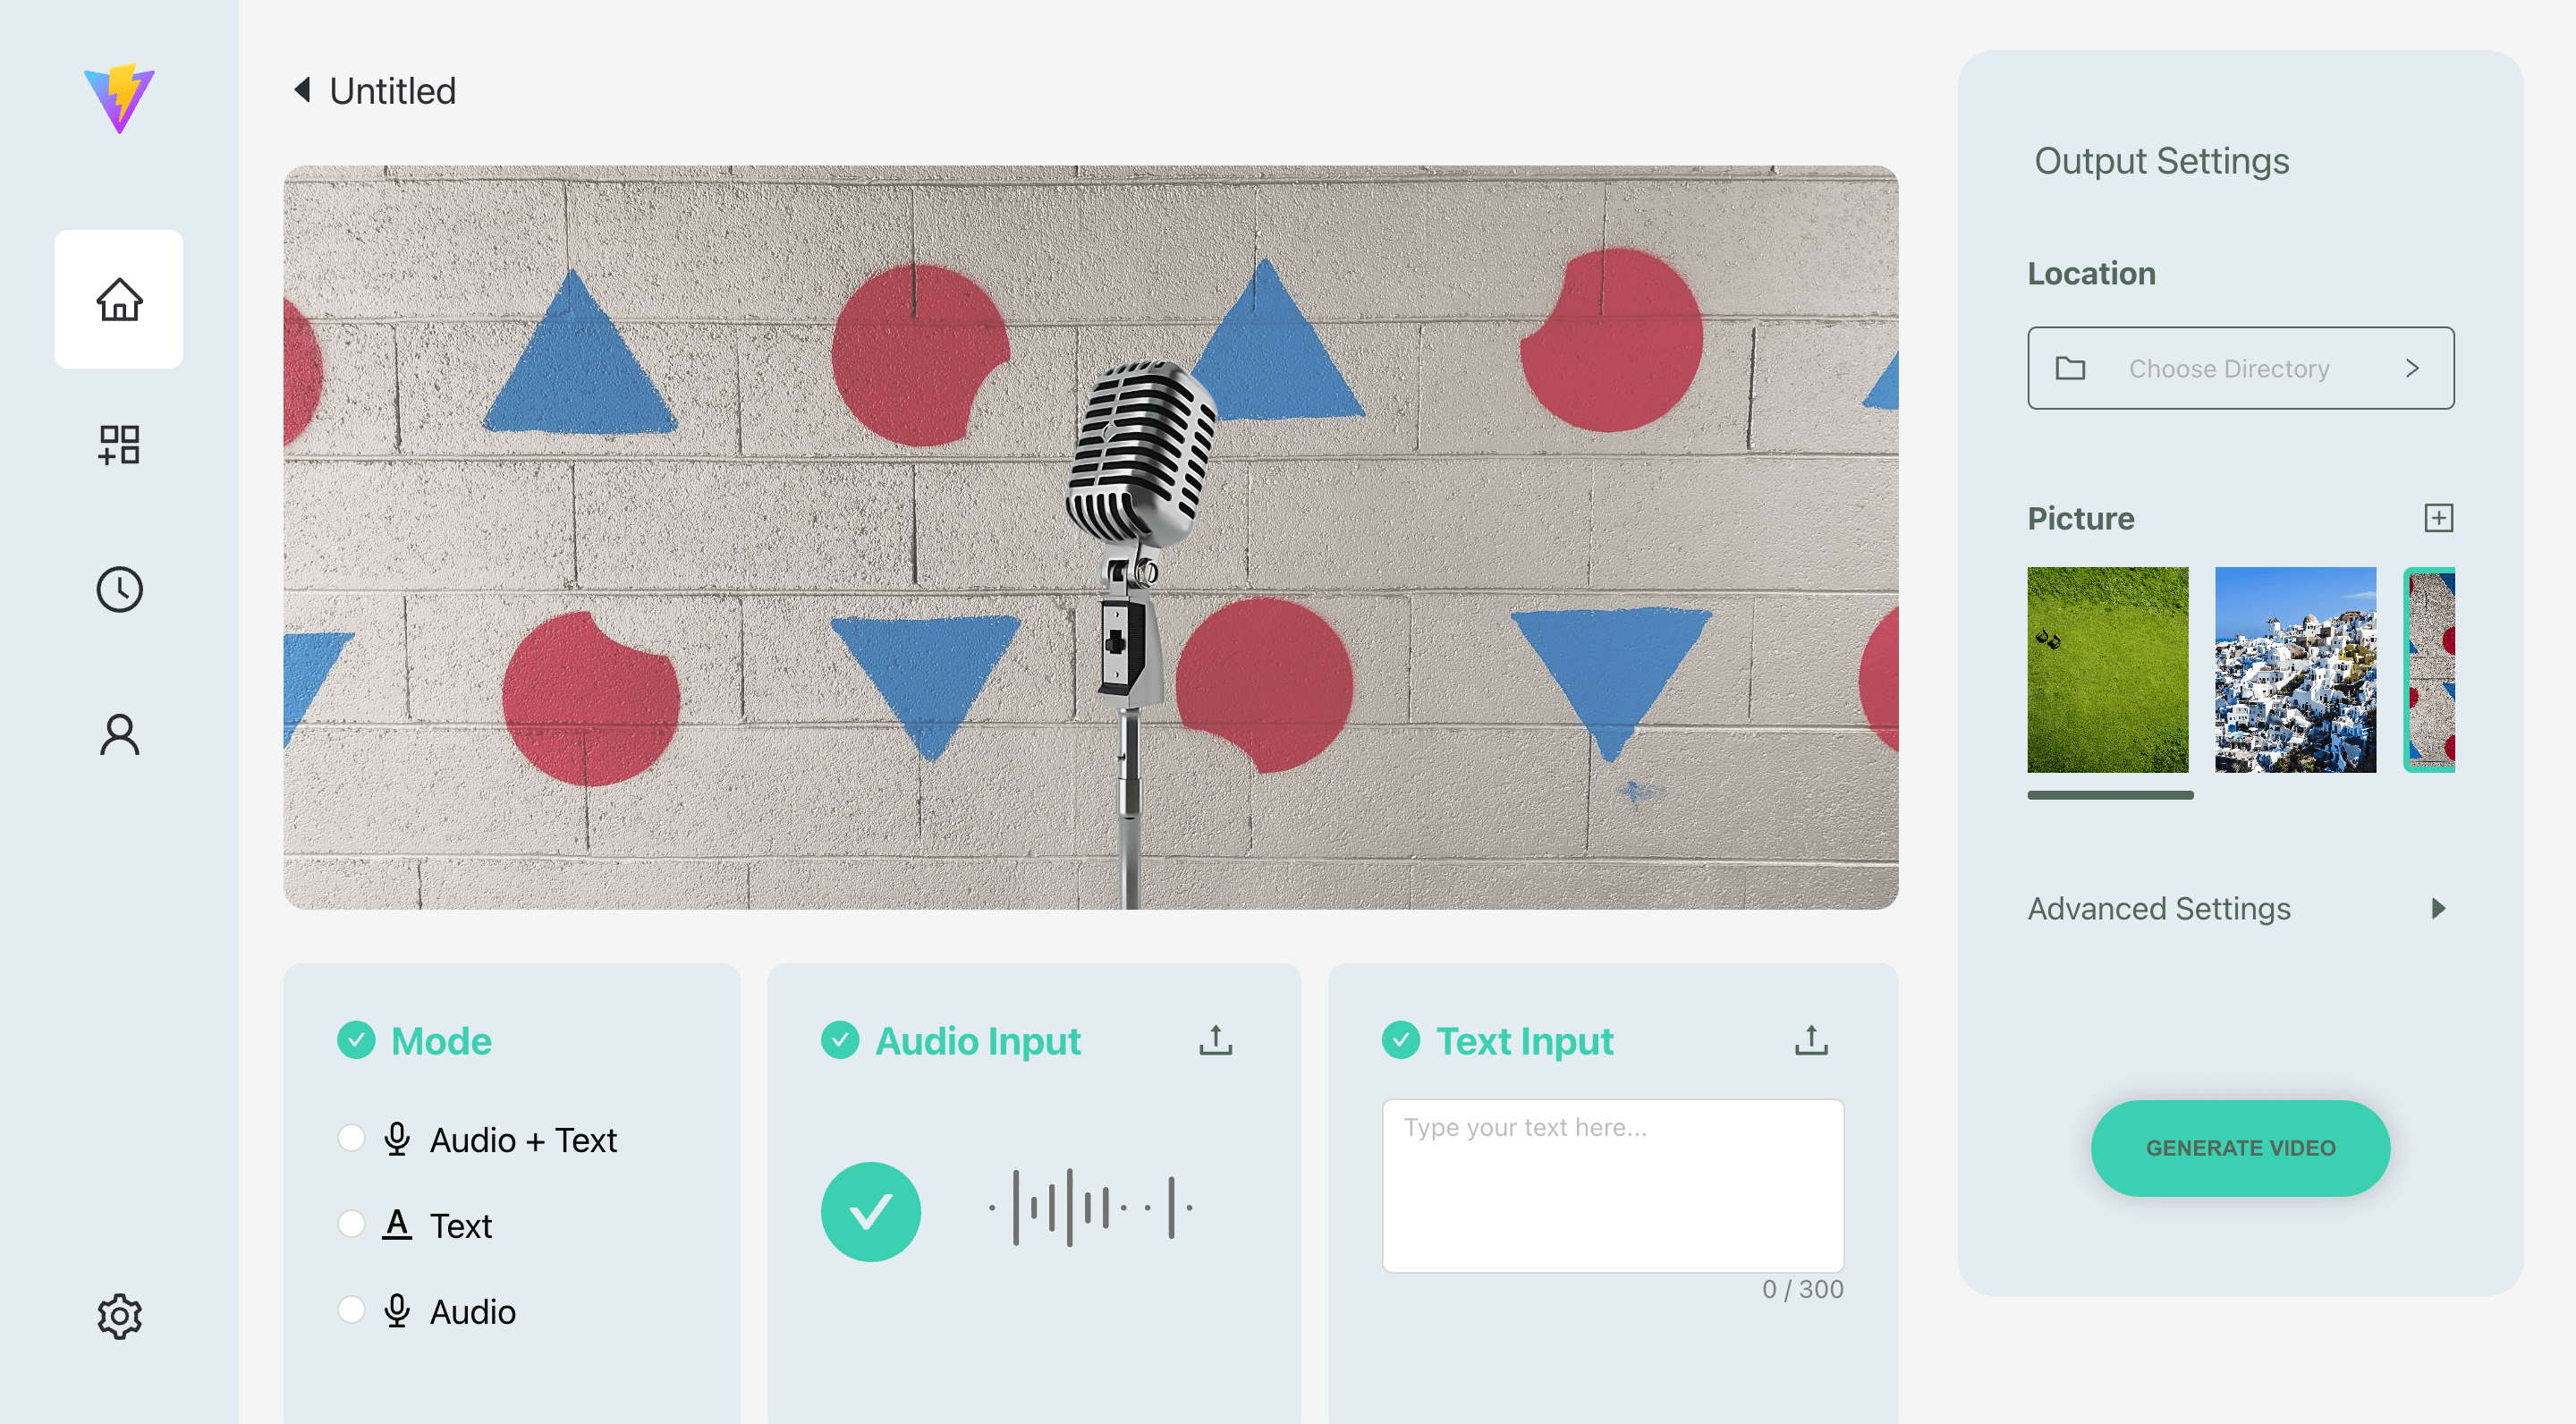 Untitled
Output Settings
Location
Choose Directory
Picture
Advanced Settings
Mode
Audio + Text
A Text
Audio
Audio Input
Text Input
Type your text here...
0 / 300
GENERATE VIDEO